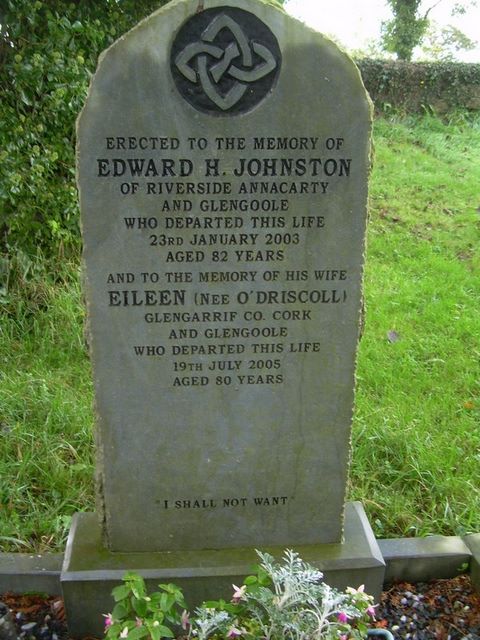 ERECTED TO THE MEMORY OF
EDWARD H. JOHNSTON
OF RIVERSIDE ANNACARTY
AND GLENGOOLE
WHO DEPARTED THIS LIFE
23RD JANUARY 2003
AGED 82 YEARS
AND TO THE MEMORY OF HIS WIFE
EILEEN (NEE O'DRISCOLL)
GLENGARRIF CO. CORK
AND GLENGOOLE
WHO DEPARTED THIS LIFE
19TH JULY 2005
AGED 80 YEARS
"I SHALL NOT WANT"